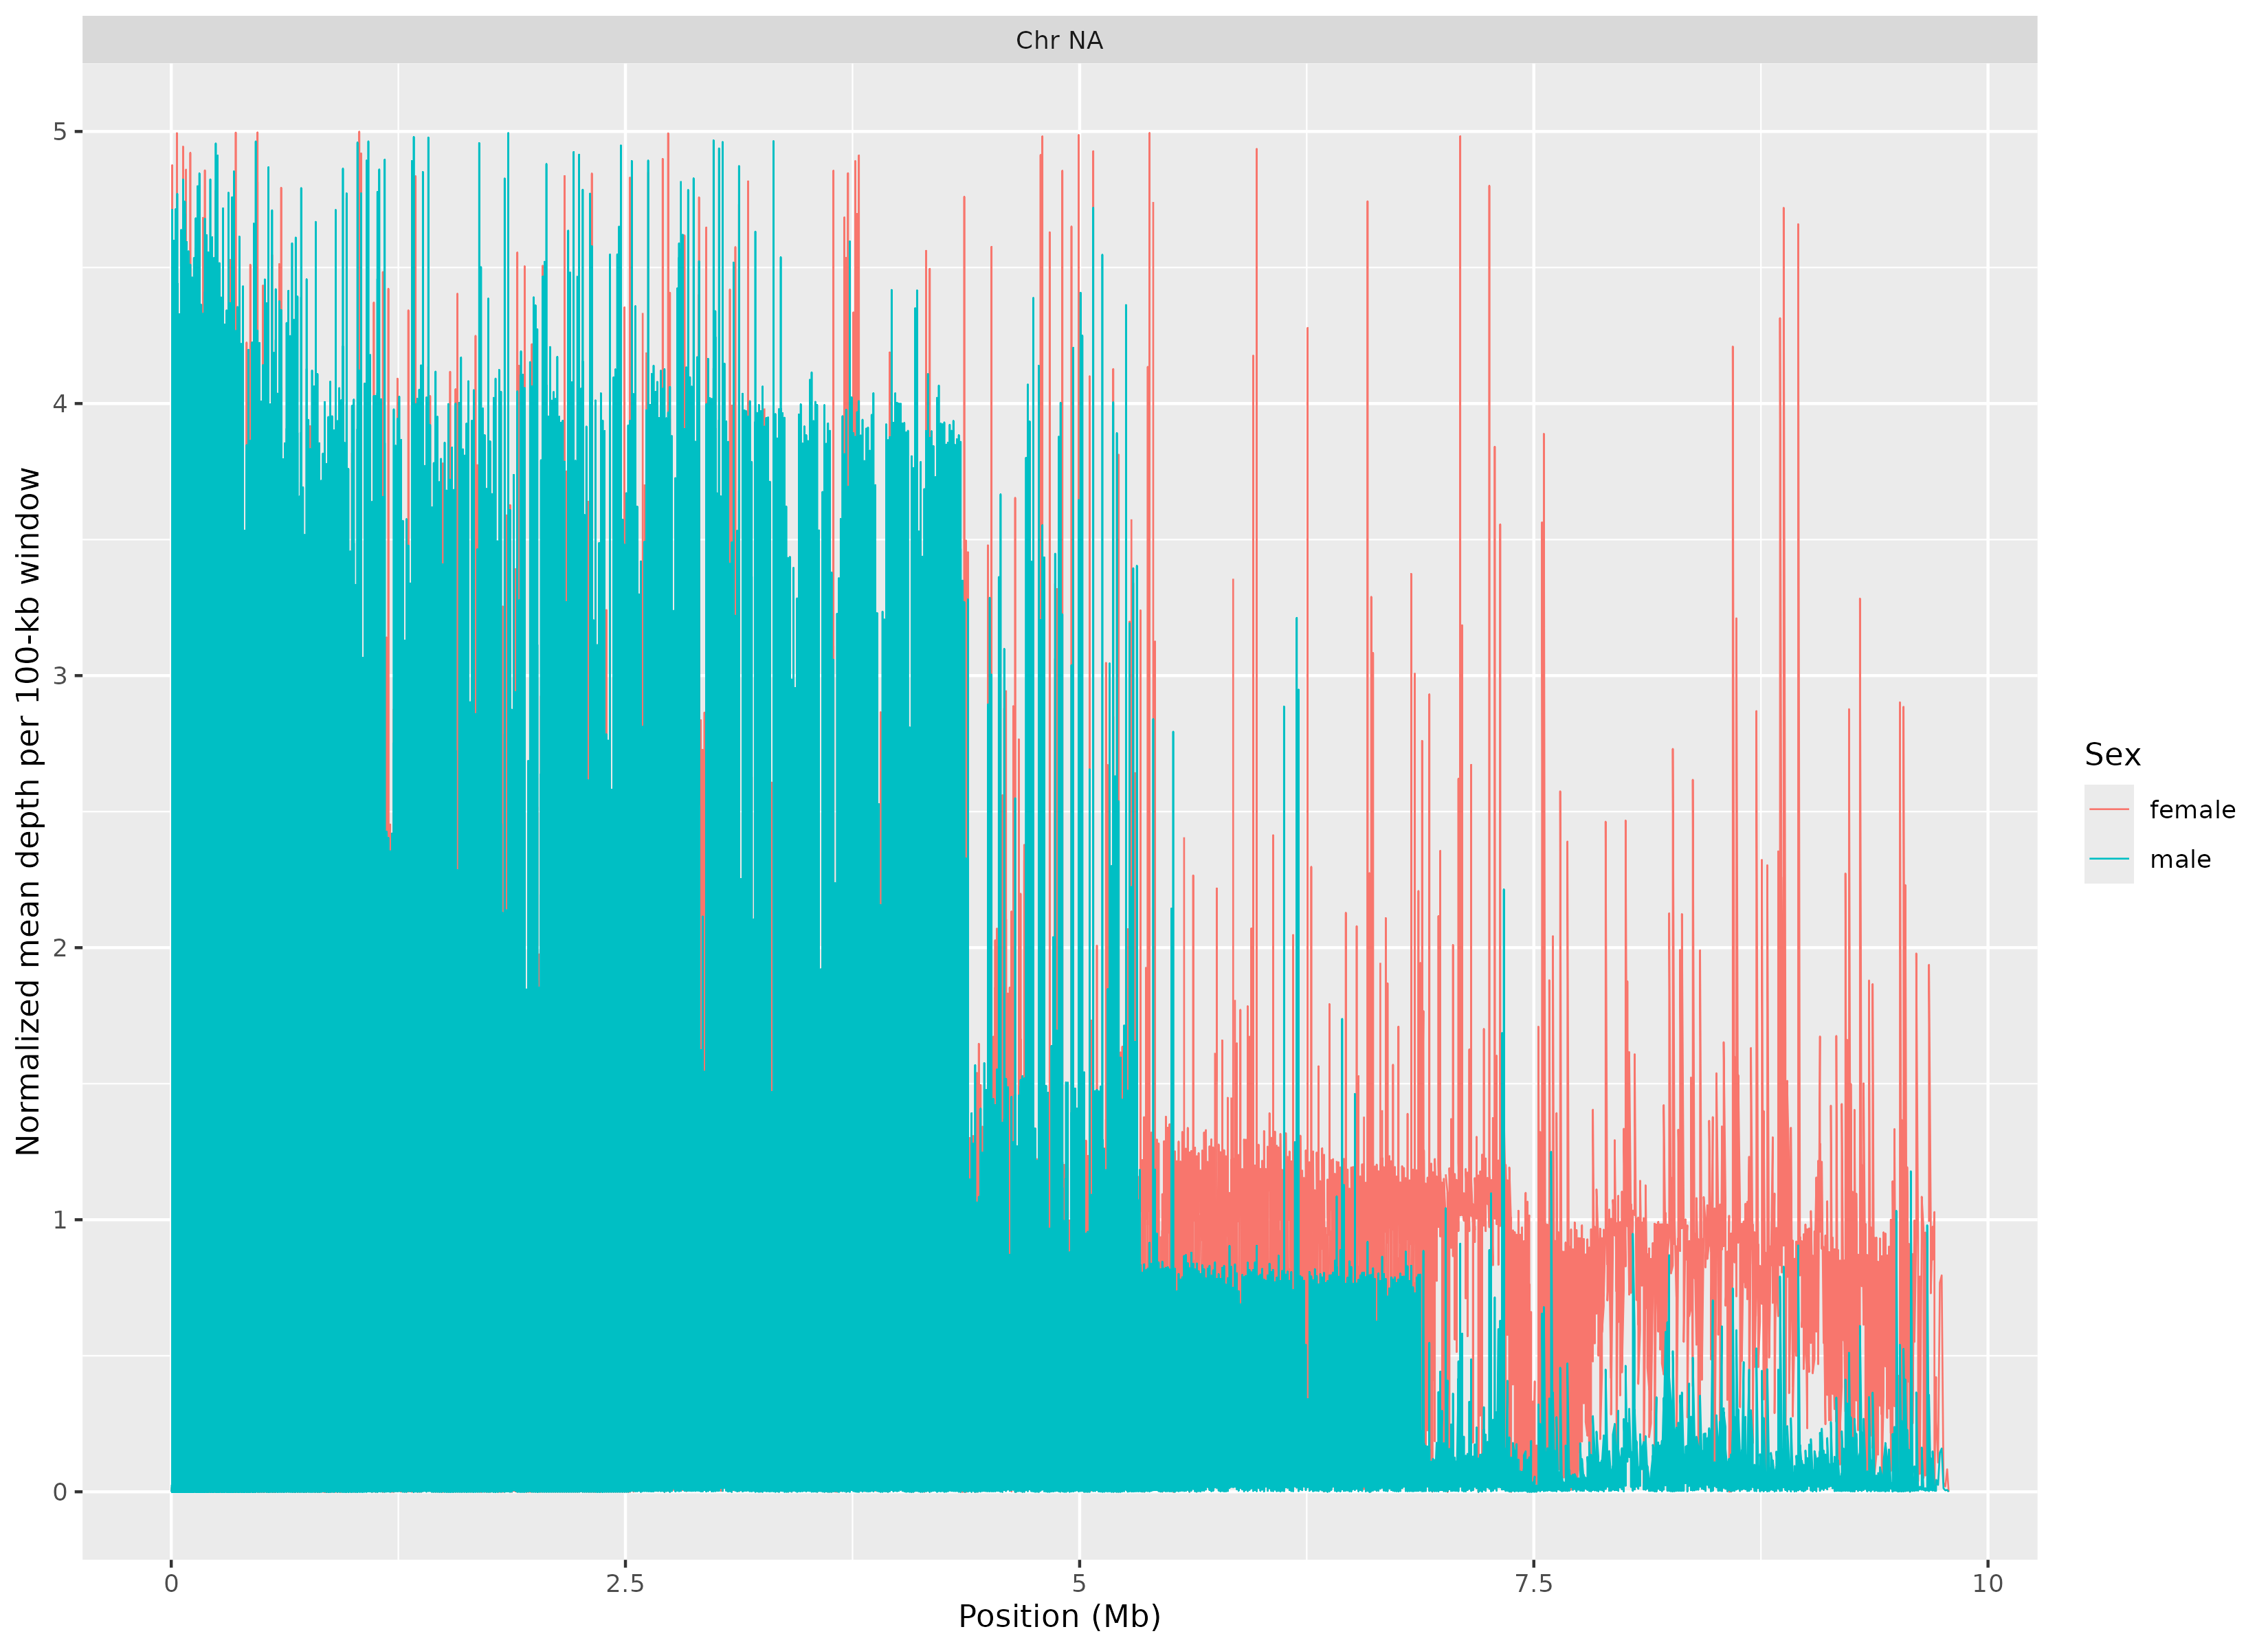 Chr NA
Normalized mean depth per 100-kb window
5
4
3
2
1
0
0
2.5
5
7.5
10
Position (Mb)
Sex
female
male